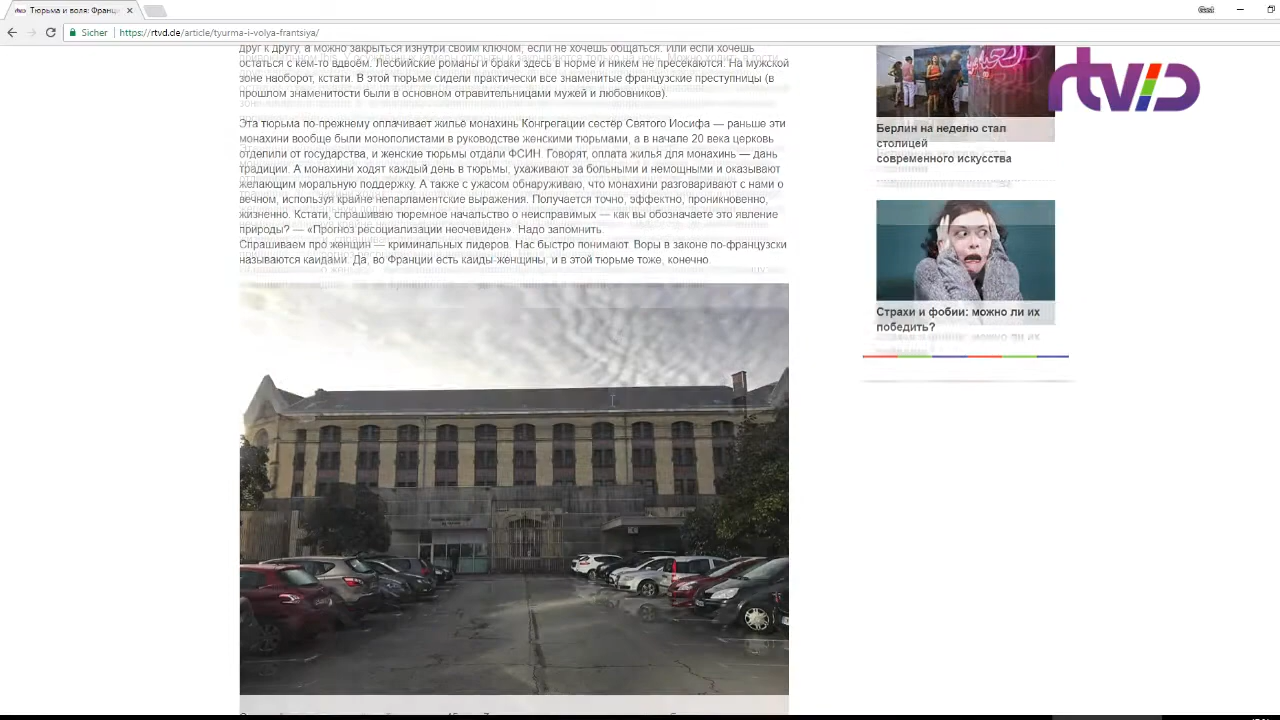 Тюрьма и воля: Франц
Sicher
https://rtvd.de/article/tyurma-i-volya-frantsiya/
друг к другу, а можно закрыться изнутри своим ключом, если не хочешь общаться. Или если хочешь
остаться с кем-то вдвоём. Лесбийские романы и браки здесь в норме и никем не пресекаются. На мужской
зоне наоборот, кстати. В этой тюрьме сидели практически все знаменитые французские преступницы (в
прошлом знаменитости были в основном отравительницами мужей и любовников).
Эта тюрьма по-прежнему оплачивает жилье монахинь Конгрегации сестёр Святого Иосифа — раньше эти
монахини вообще были монополистами в руководстве женскими тюрьмами, а в начале 20 века церковь
отделили от государства, и женские тюрьмы отдали ФСИН. Говорят, оплата жилья для монахинь — дань
традиции. А монахини ходят каждый день в тюрьмы, ухаживают за больными и немощными и оказывают
желающим моральную поддержку. А также с ужасом обнаруживаю, что монахини разговаривают с нами о
вечном, используя крайне непарламентские выражения. Получается точно, эффектно, проникновенно,
жизненно. Кстати, спрашиваю тюремное начальство о неисправимых — как вы обозначаете это явление
природы? — «Прогноз ресоциализации неочевиден». Надо запомнить.
Спрашиваем про женщин — криминальных лидеров. Нас быстро понимают. Воры в законе по-французски
называются каидами. Да, во Франции есть каиды-женщины, и в этой тюрьме тоже, конечно.
rtvd
Берлин на неделю стал
столицей
современного искусства
Страхи и фобии: можно ли их
победить?